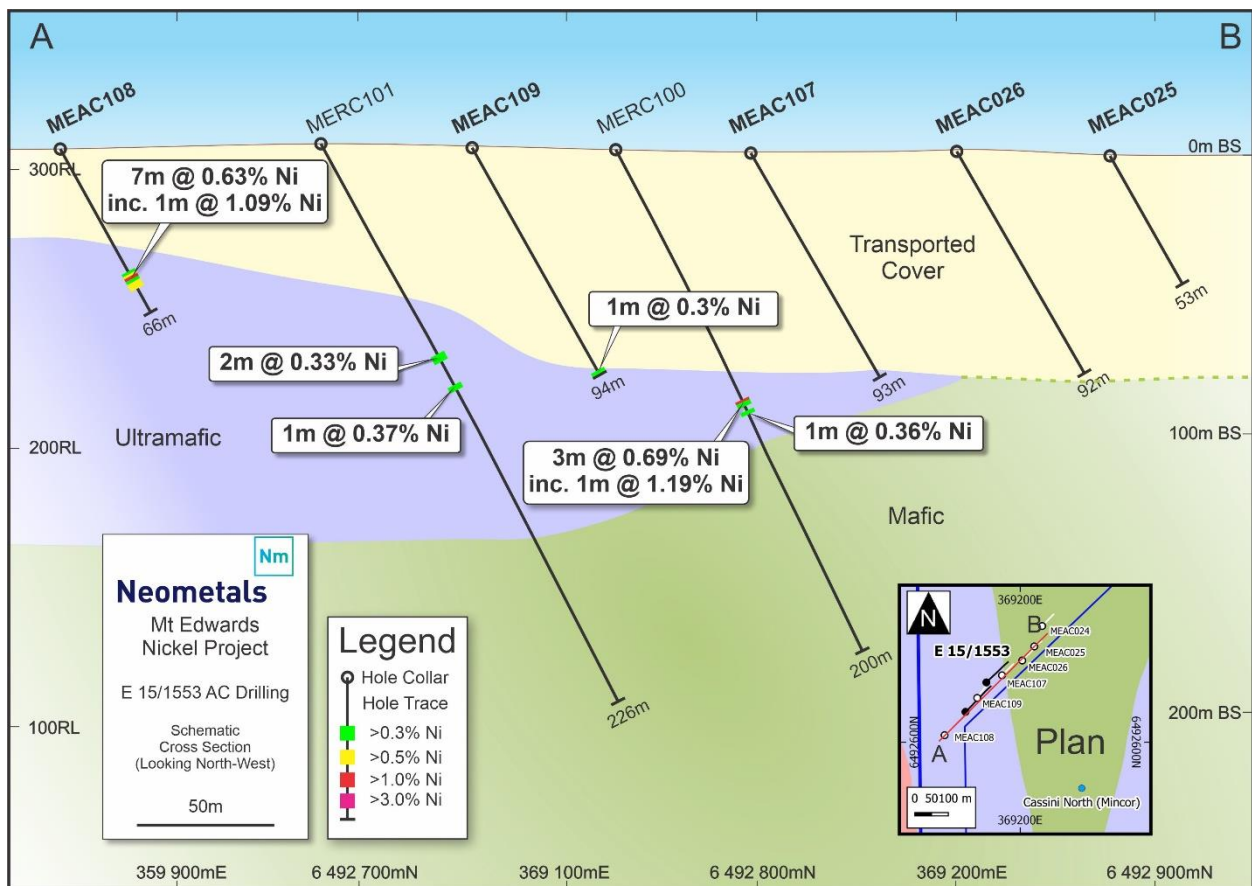 A
B
MEAC108
MERC101
MEAC109
MERC100
MEAC107
MEAC026
MEAC025
0m BS
300RL
7m @ 0.63% Ni
inc. 1m @ 1.09% Ni
Transported
Cover
53m
66m
1m @ 0.3% Ni
2m @ 0.33% Ni
94m
93m
92m
1m @ 0.37% Ni
Ultramafic
200RL
100m BS
1m @ 0.36% Ni
3m @ 0.69% Ni
inc. 1m @ 1.19% Ni
Mafic
Nm
Neometals
Mt Edwards
Nickel Project
E 15/1553 AC Drilling
Schematic
Cross Section
(Looking North-West)
50m
Legend
Hole Collar
Hole Trace
>0.3% Ni
>0.5% Ni
>1.0% Ni
>3.0% Ni
200m
226m
100RL
200m BS
N
369200E
B
MEAC024
E 15/1553
MEAC025
MEAC026
MEAC107
MEAC109
MEAC108
A
6492600N
6492600N
Plan
Cassini North (Mincor)
0 50100 m
369200E
359 900mE
6 492 700mN
369 100mE
6 492 800mN
369 200mE
6 492 900mN